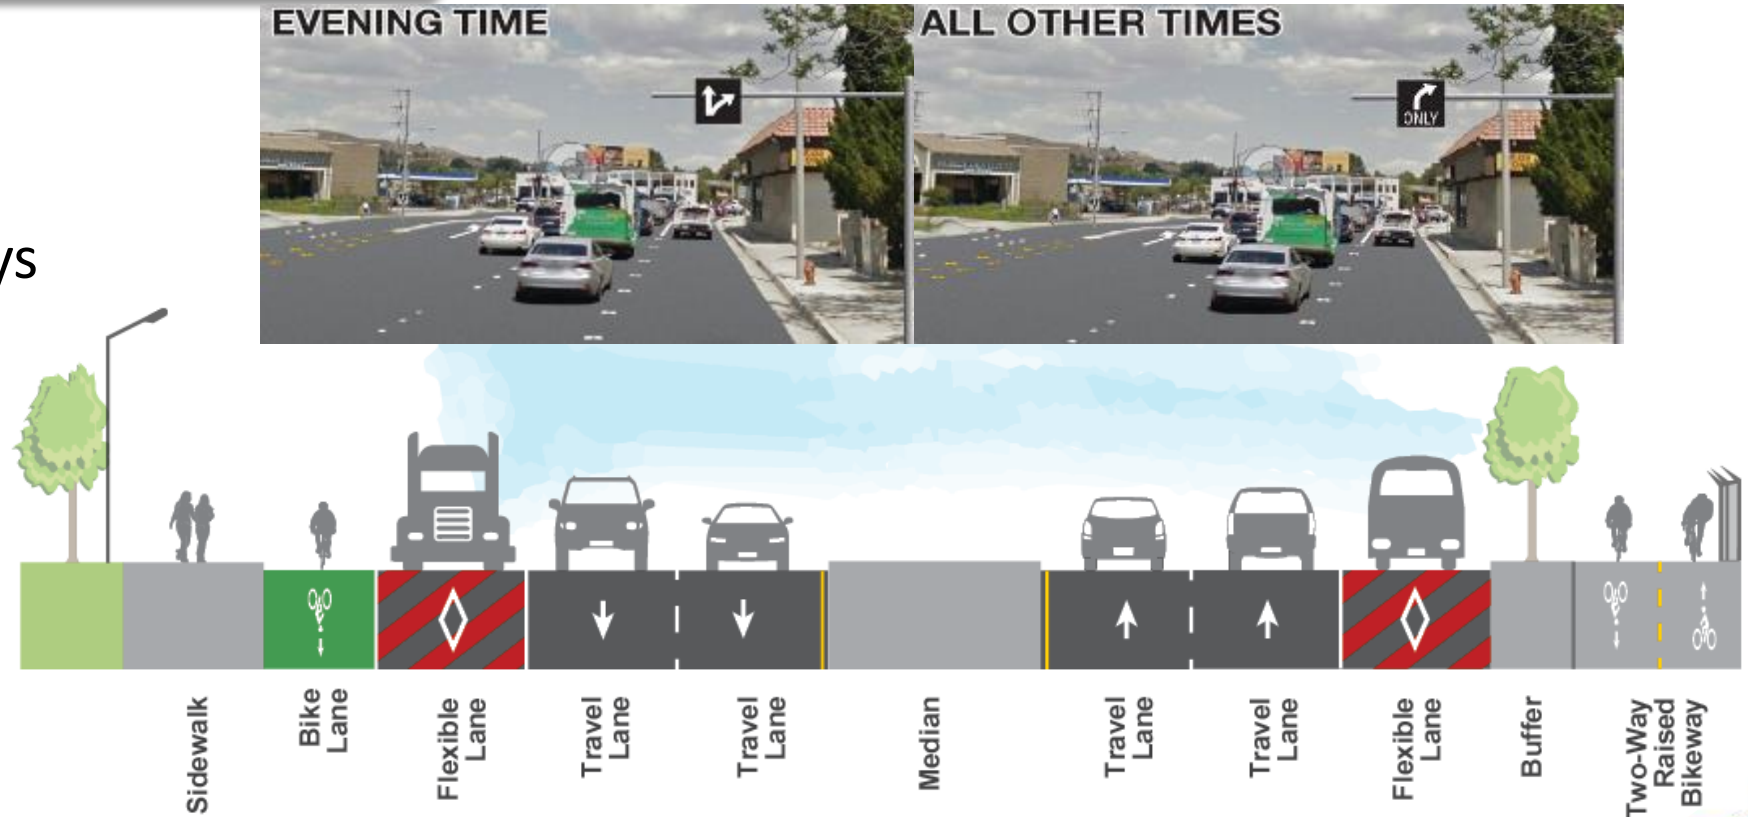 EVENING TIME
ALL OTHER TIMES
ONLY
ys
Sidewalk
Bike
Lane
Flexible
Lane
Travel
Lane
Travel
Lane
Median
Travel
Lane
Travel
Lane
Flexible
Lane
Buffer
Two-Way
Raised
Bikeway